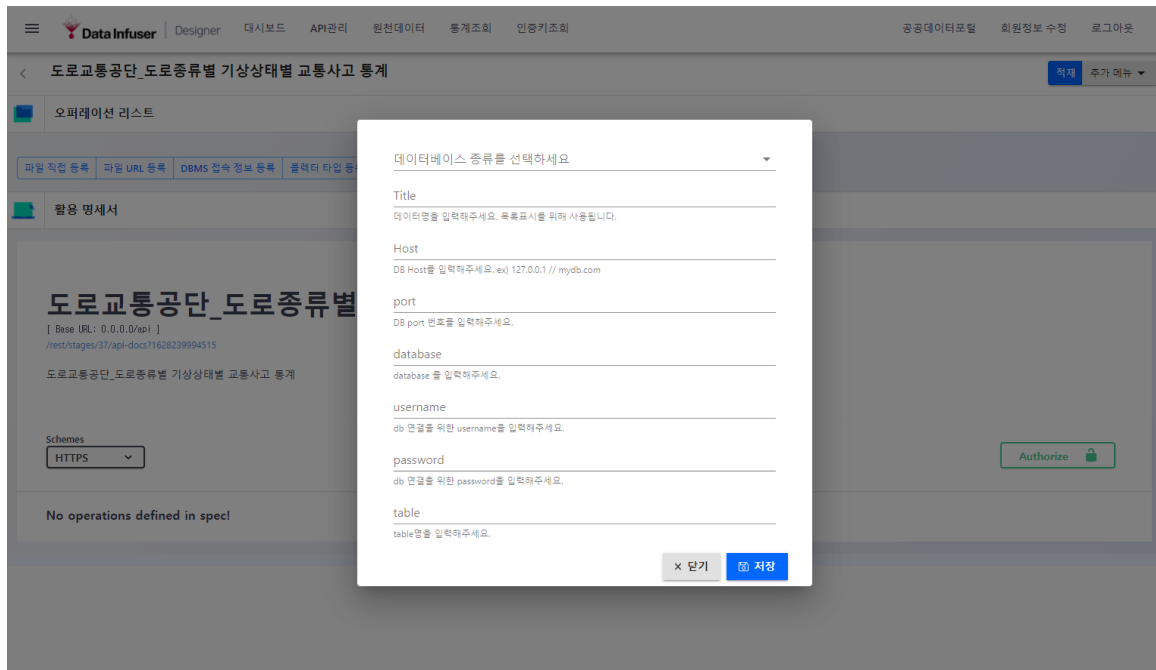 Data Infuser Designer 대시보드 API관리 원천데이터 통계조회 인증키조회 공공데이터포털 회원정보 수정 로그아웃
도로교통공단_도로종류별 기상상태별 교통사고 통계 적재 추가 메뉴
오퍼레이션 리스트
파일 직접 등록 파일 URL 등록 DBMS 접속 정보 등록 콜렉터 타입
활용 명세서
도로교통공단_도로종류별
[ Base URL: 0.0.0.0/api ]
/rest/stages/37/api-docs?1628239994515
도로교통공단_도로종류별 기상상태별 교통사고 통계
Schemes
HTTPS
Authorize
No operations defined in spec!
데이터베이스 종류를 선택하세요
Title
데이터명을 입력해주세요. 목록표시를 위해 사용됩니다.
Host
DB Host를 입력해주세요. ex) 127.0.0.1 // mydb.com
port
DB port 번호를 입력해주세요.
database
database 를 입력해주세요.
username
db 연결을 위한 username을 입력해주세요.
password
db 연결을 위한 password을 입력해주세요.
table
table명을 입력해주세요.
× 닫기 저장